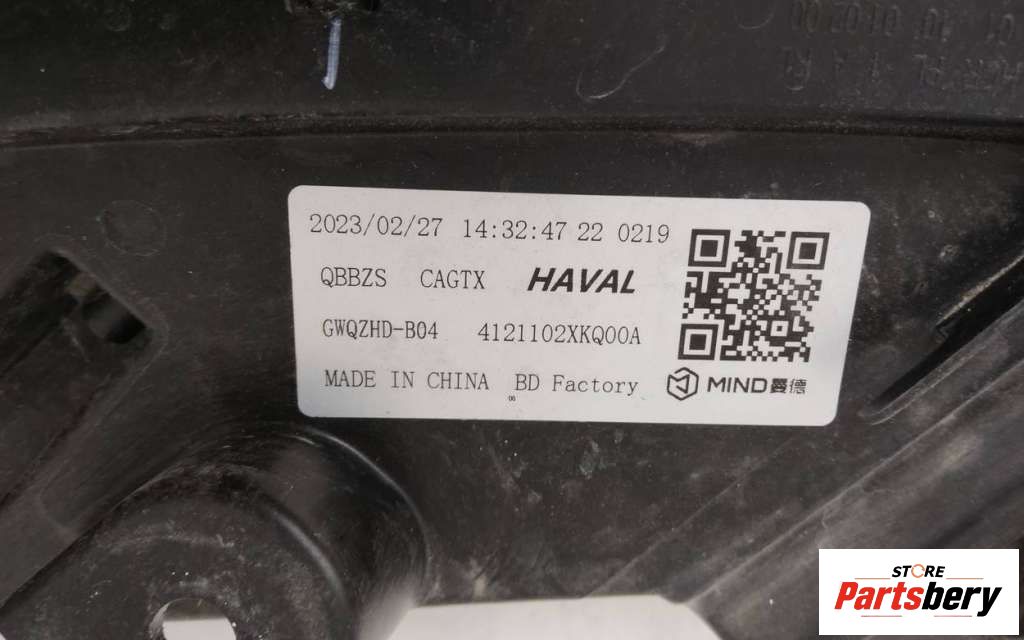 2023/02/27 14:32:47 22 0219
QBBZS CAGTX HAVAL
GWQZHD-B04 4121102XKQ00A
MADE IN CHINA BD Factory MIND曼德
06
STORE
Partsbery